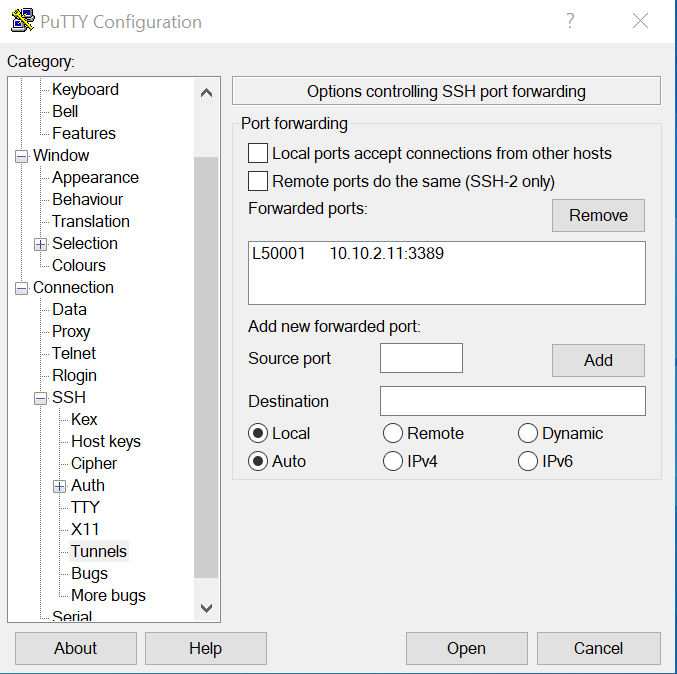 PuTTY Configuration
?
Category:
Keyboard
Bell
Features
Window
Appearance
Behaviour
Translation
Selection
Colours
Connection
Data
Proxy
Telnet
Rlogin
SSH
Kex
Host keys
Cipher
Auth
TTY
X11
Tunnels
Bugs
More bugs
Serial
Options controlling SSH port forwarding
Port forwarding
Local ports accept connections from other hosts
Remote ports do the same (SSH-2 only)
Forwarded ports:
Remove
L50001 10.10.2.11:3389
Add new forwarded port:
Source port
Add
Destination
Local Remote Dynamic
Auto IPv4 IPv6
About Help Open Cancel